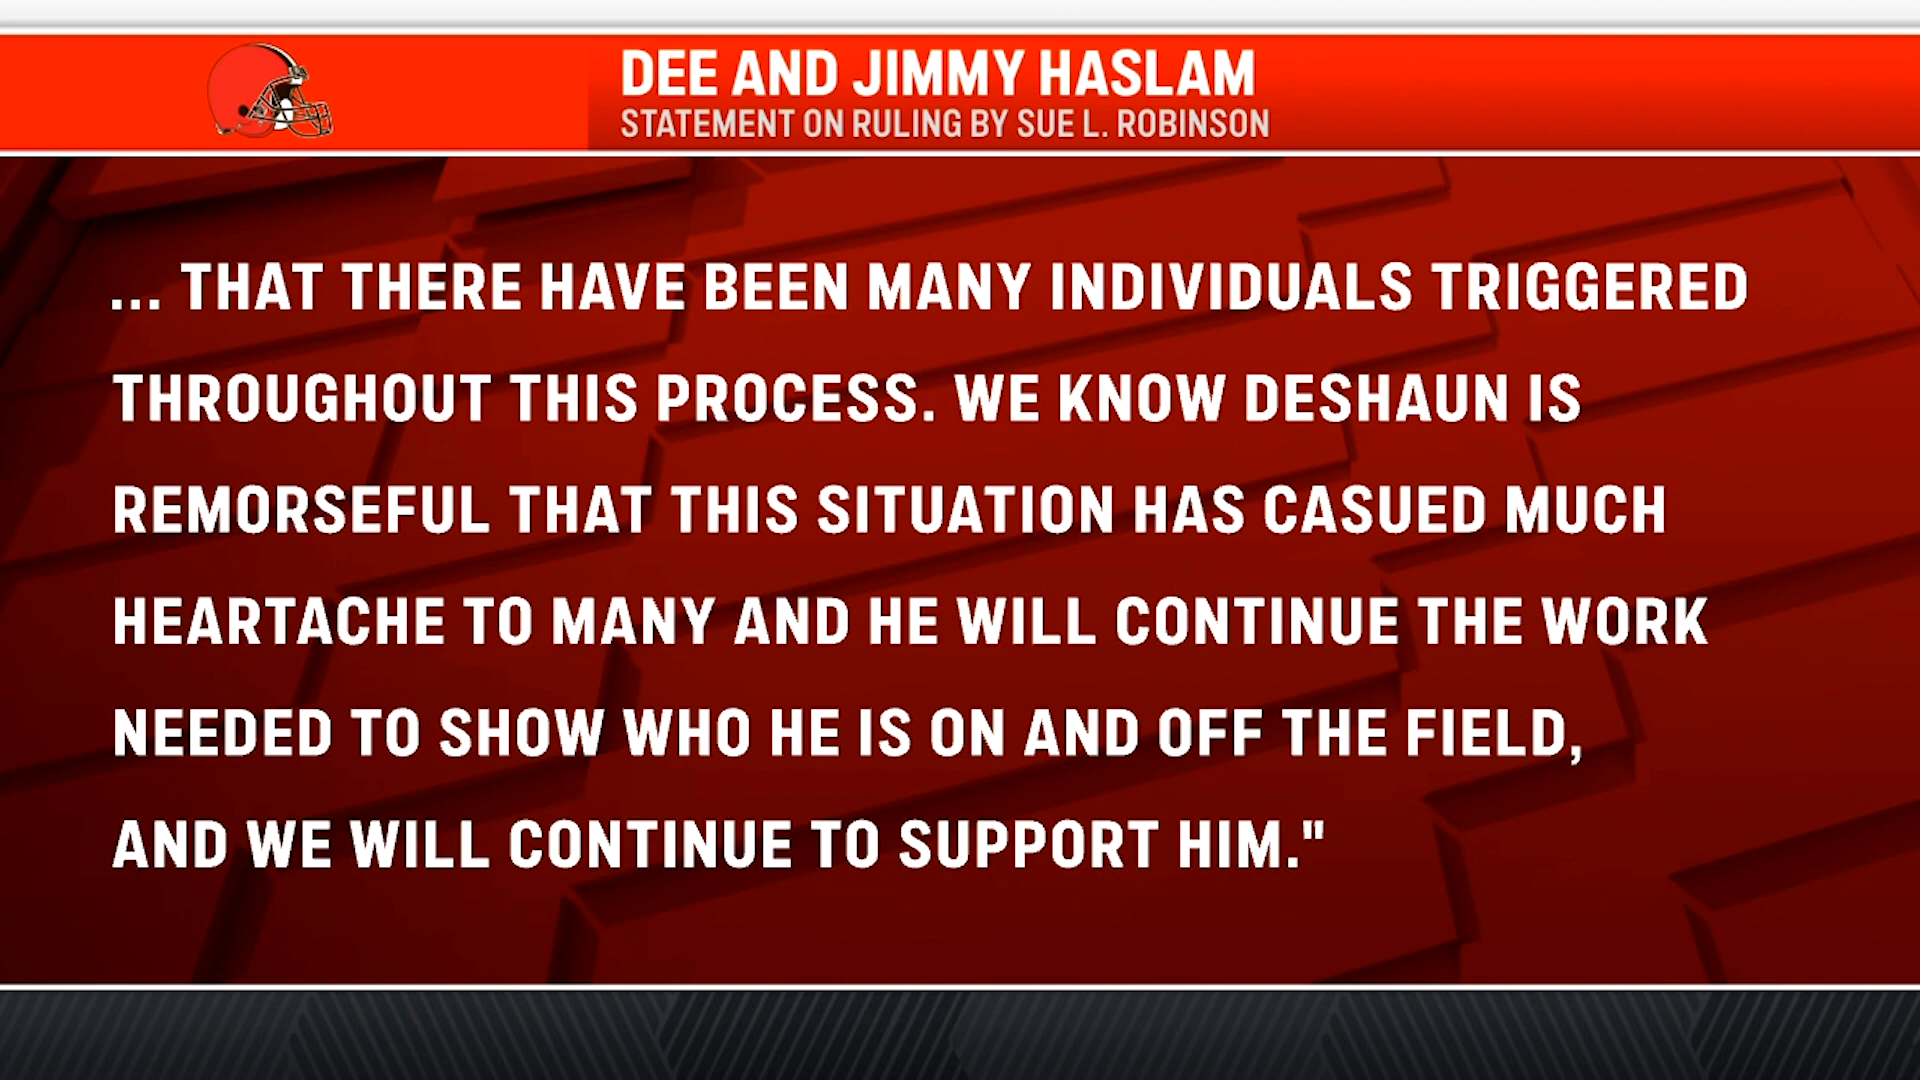 DEE AND JIMMY HASLAM
STATEMENT ON RULING BY SUE L. ROBINSON
... THAT THERE HAVE BEEN MANY INDIVIDUALS TRIGGERED
THROUGHOUT THIS PROCESS. WE KNOW DESHAUN IS
REMORSEFUL THAT THIS SITUATION HAS CASUED MUCH
HEARTACHE TO MANY AND HE WILL CONTINUE THE WORK
NEEDED TO SHOW WHO HE IS ON AND OFF THE FIELD,
AND WE WILL CONTINUE TO SUPPORT HIM."